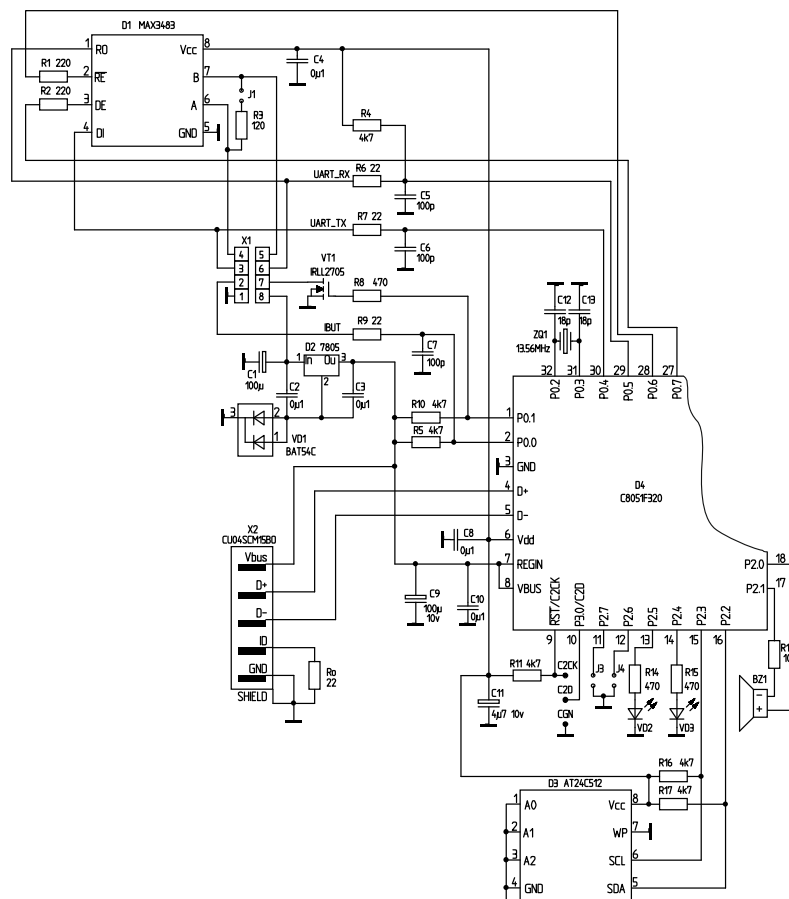 D1 MAX3483
1 RO Vcc 8
R1 220 2 RE B 7
R2 220 3 DE A 6
4 DI GND 5
C4
0µ1
J1
R3
120
R4
4k7
UART_RX R6 22
C5
100p
UART_TX R7 22
C6
100p
X1
4 5
3 6
2 7
1 8
VT1
IRLL2705
R8 470
IBUT R9 22
C7
100p
D2 7805
1 In Ou 3
2
C1
100µ
C2
0µ1
C3
0µ1
3 2
1
VD1
BAT54C
R10 4k7
R5 4k7
C12 C13
18p 18p
ZQ1
13.56MHz
32 31 30 29 28 27
P0.2 P0.3 P0.4 P0.5 P0.6 P0.7
1 P0.1
2 P0.0
3 GND
4 D+
5 D-
6 Vdd
7 REGIN
8 VBUS
D4
C8051F320
P2.0 18
P2.1 17
RST/C2CK P3.0/C2D P2.7 P2.6 P2.5 P2.4 P2.3 P2.2
9 10 11 12 13 14 15 16
X2
CU04SCM15B0
Vbus
D+
D-
ID
GND
SHIELD
Ro
22
C8
0µ1
C9
100µ
10v
C10
0µ1
C11
4µ7 10v
R11 4k7
C2CK
C2D
CGN
J3 J4
R14
470
VD2
R15
470
VD3
R1
10
BZ1
-
+
R16 4k7
R17 4k7
D3 AT24C512
1 A0 Vcc 8
2 A1 WP 7
3 A2 SCL 6
4 GND SDA 5